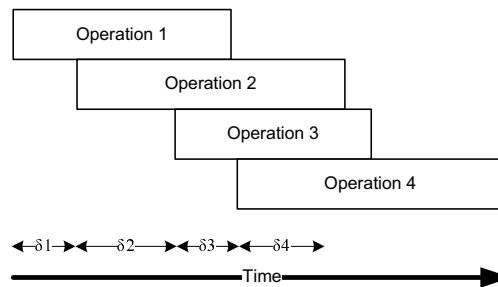 Operation 1
Operation 2
Operation 3
Operation 4
δ1 δ2 δ3 δ4
Time